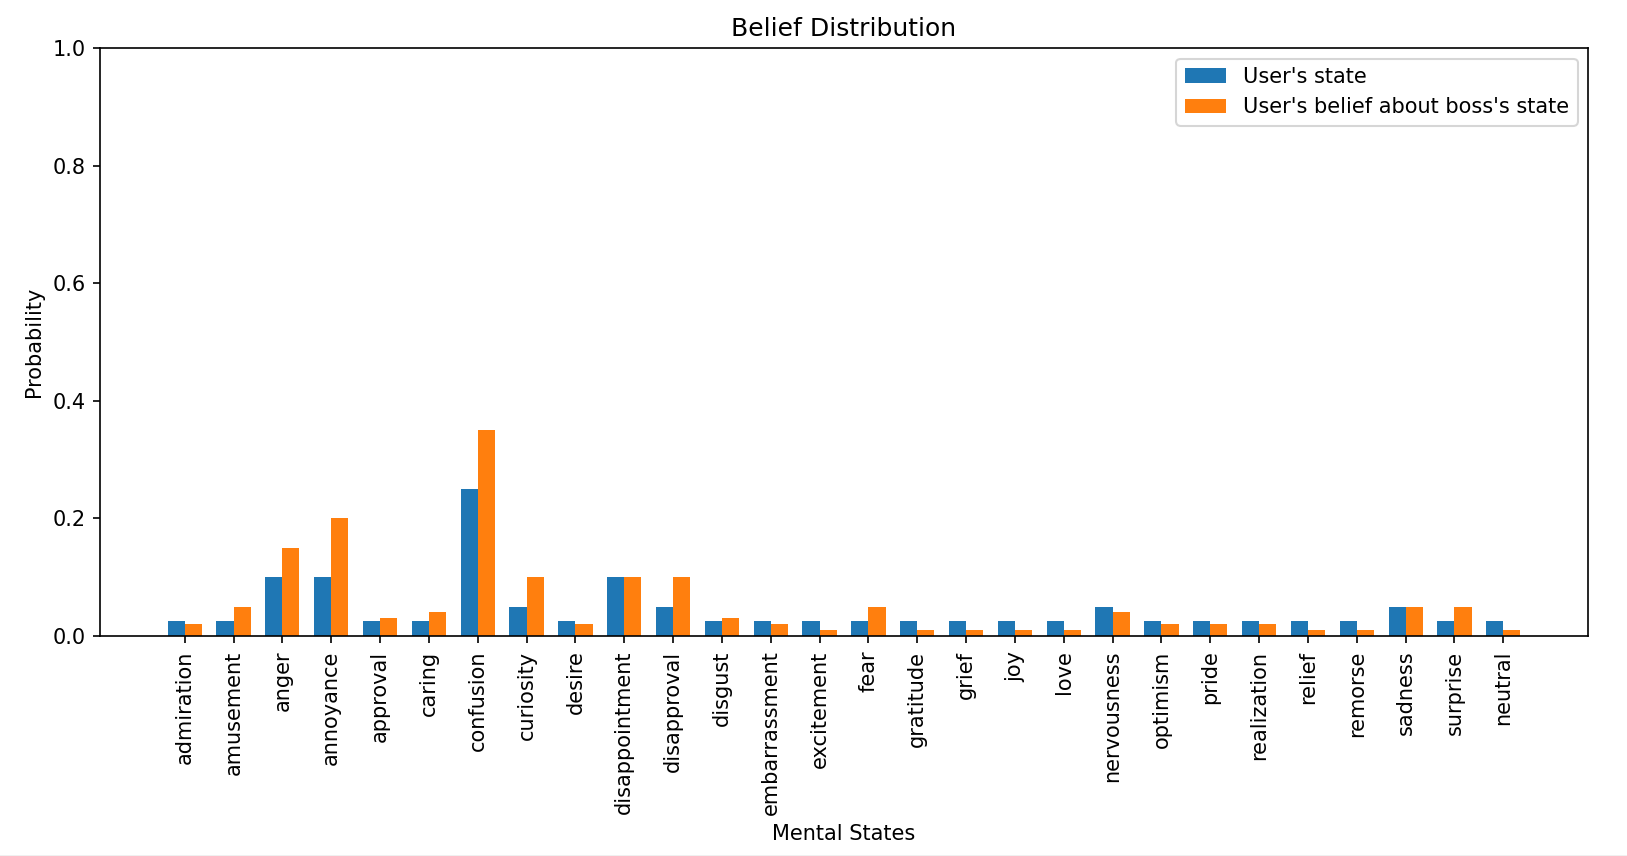 Belief Distribution
User's state
User's belief about boss's state
1.0
0.8
0.6
0.4
0.2
0.0
Probability
admiration
amusement
anger
annoyance
approval
caring
confusion
curiosity
desire
disappointment
disapproval
disgust
embarrassment
excitement
fear
gratitude
grief
joy
love
nervousness
optimism
pride
realization
relief
remorse
sadness
surprise
neutral
Mental States